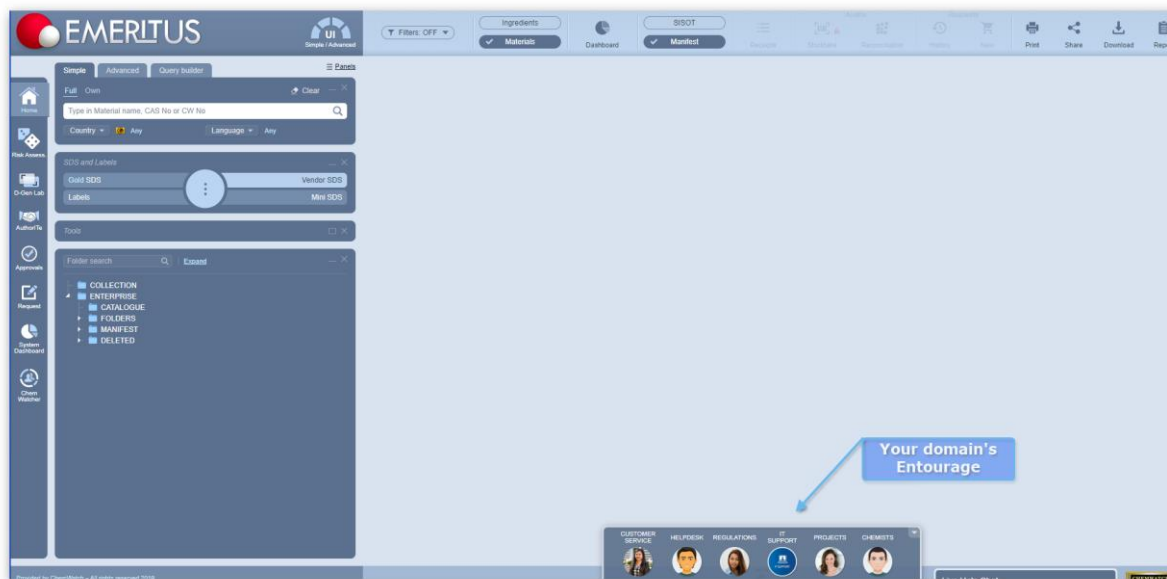 EMERITUS
UI
Simple / Advanced
Filters: OFF
Ingredients
Materials
Dashboard
SISOT
Manifest
Print
Share
Download
Simple
Advanced
Query builder
Panels
Full Own
Clear
Type in Material name, CAS No or CW No
Country
Any
Language
Any
SDS and Labels
Gold SDS
Vendor SDS
Labels
Mini SDS
Tools
Folder search
Expand
COLLECTION
ENTERPRISE
CATALOGUE
FOLDERS
MANIFEST
DELETED
Home
Risk Assess.
D-Gen Lab
AuthorITe
Approvals
Request
System
Dashboard
Chem
Watcher
Your domain's
Entourage
CUSTOMER
SERVICE
HELPDESK
REGULATIONS
IT
SUPPORT
PROJECTS
CHEMISTS